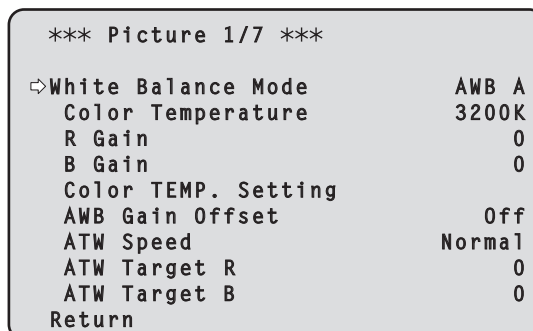 *** Picture 1/7 ***
⇨White Balance Mode AWB A
Color Temperature 3200K
R Gain 0
B Gain 0
Color TEMP. Setting
AWB Gain Offset Off
ATW Speed Normal
ATW Target R 0
ATW Target B 0
Return